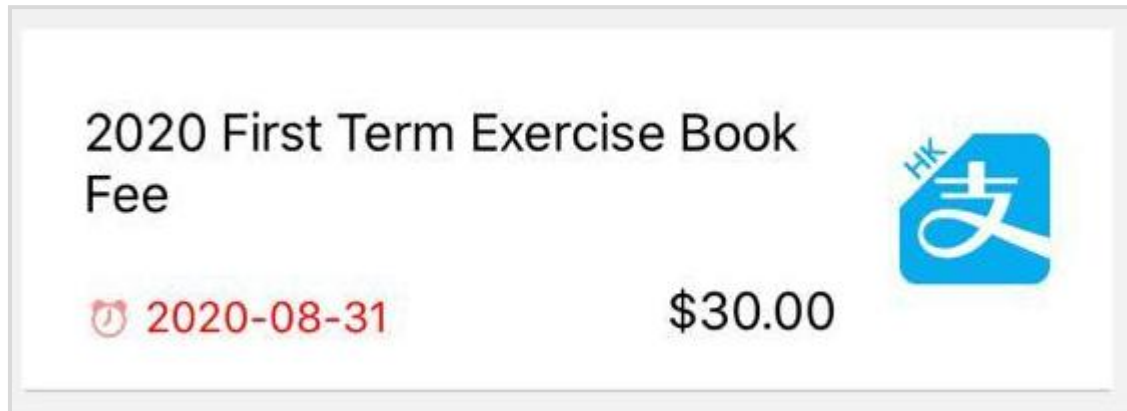 2020 First Term Exercise Book
Fee
HK
支
2020-08-31
$30.00